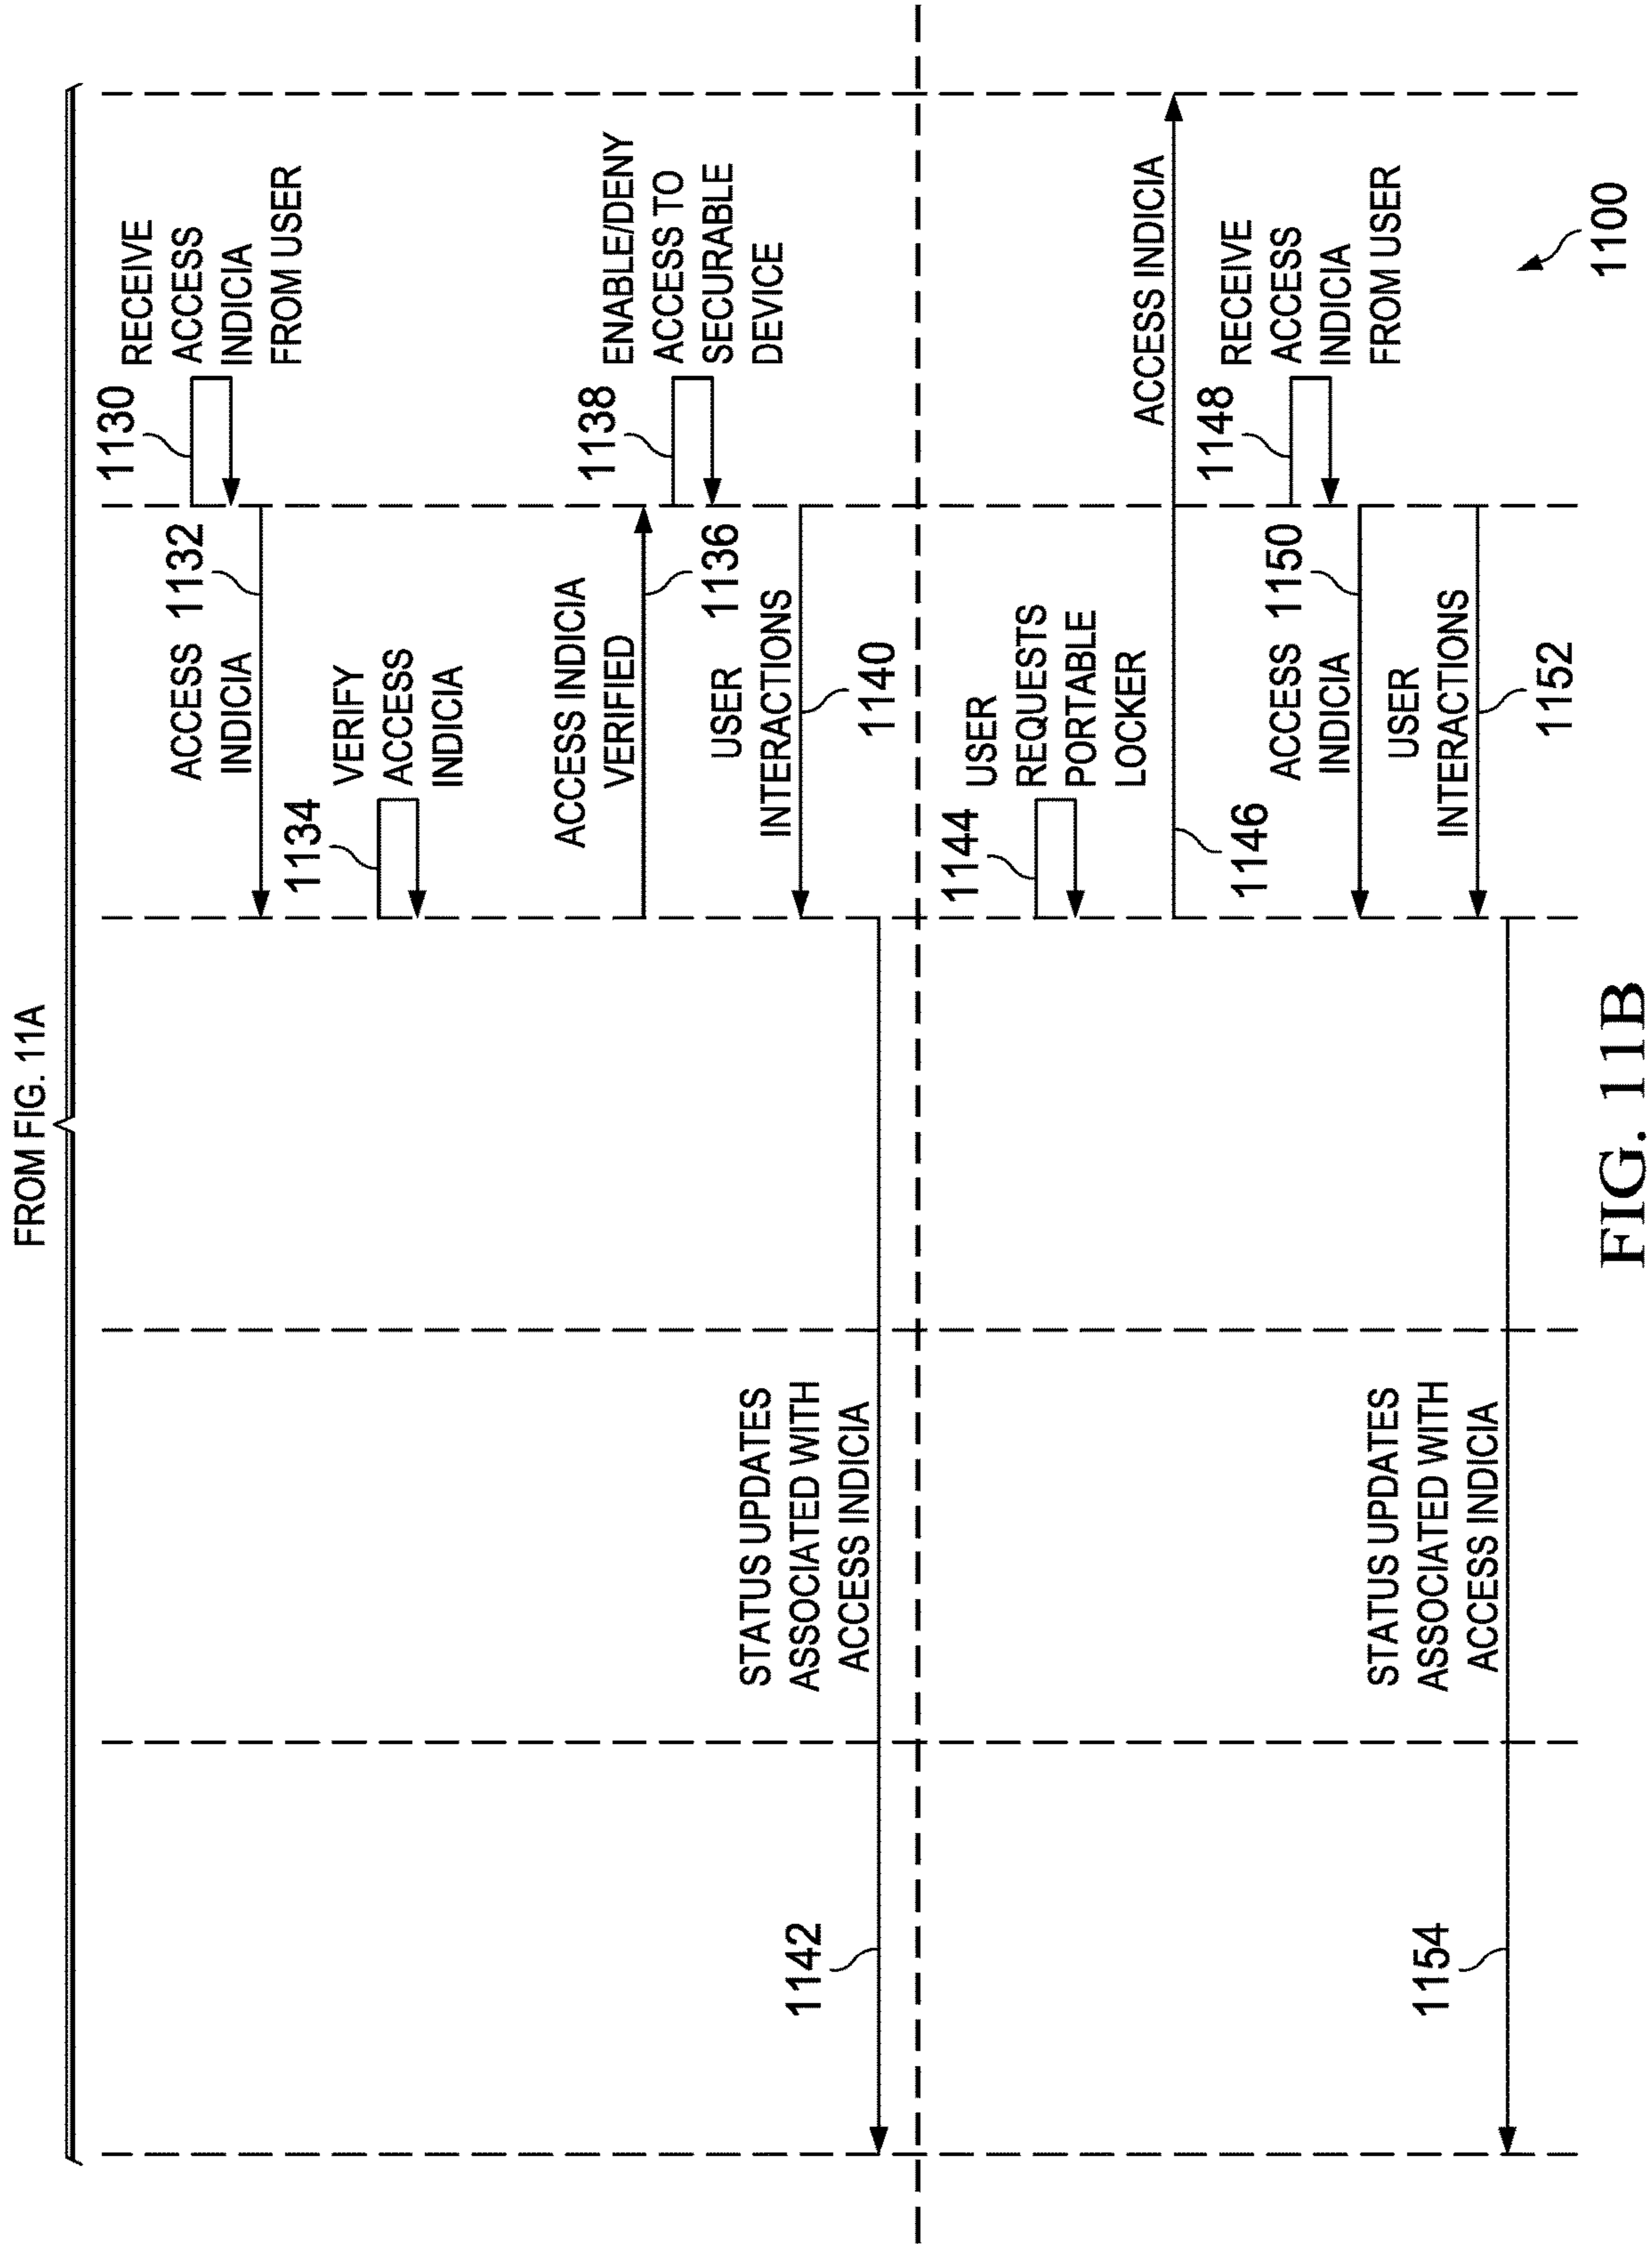 FROM FIG. 11A
1130
RECEIVE
ACCESS
INDICIA
FROM USER
ACCESS 1132
INDICIA
1134
VERIFY
ACCESS
INDICIA
ACCESS INDICIA
VERIFIED
1136
1138
ENABLE/DENY
ACCESS TO
SECURABLE
DEVICE
USER
INTERACTIONS
1140
STATUS UPDATES
ASSOCIATED WITH
ACCESS INDICIA
1142
1144
USER
REQUESTS
PORTABLE
LOCKER
ACCESS INDICIA
1146
1148
RECEIVE
ACCESS
INDICIA
FROM USER
ACCESS 1150
INDICIA
USER
INTERACTIONS
1152
STATUS UPDATES
ASSOCIATED WITH
ACCESS INDICIA
1154
1100
FIG. 11B